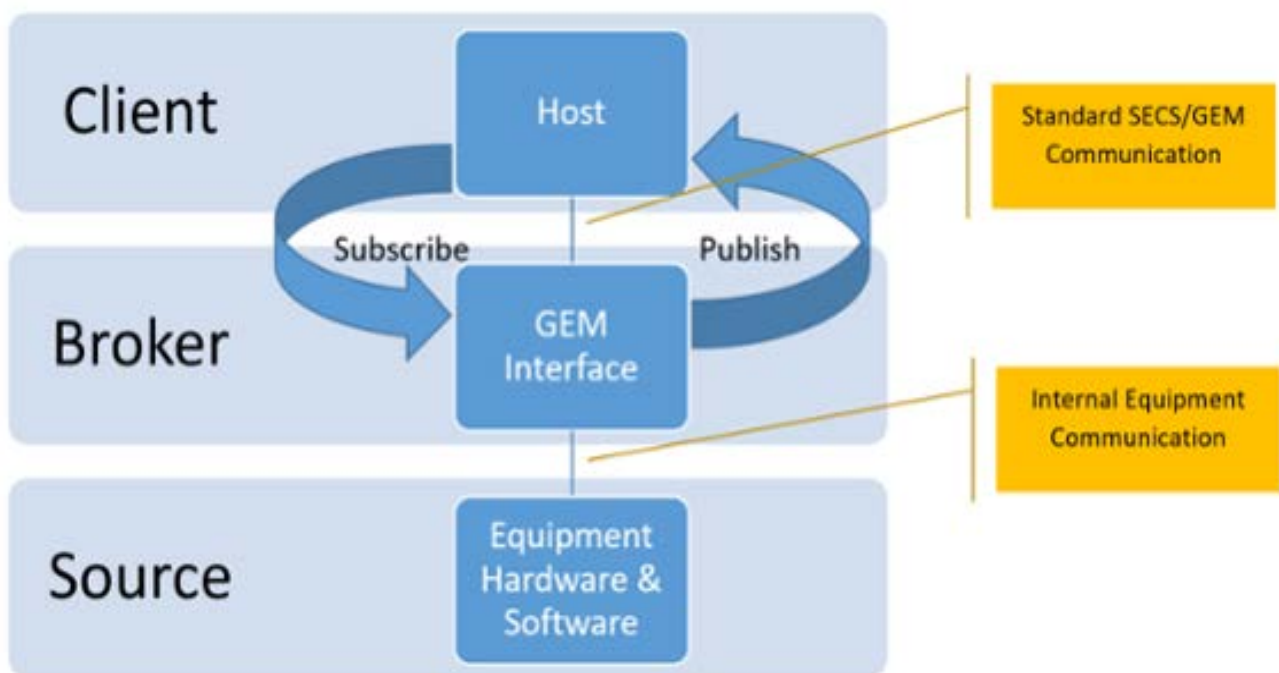 Client
Host
Standard SECS/GEM
Communication
Subscribe
Publish
Broker
GEM
Interface
Internal Equipment
Communication
Source
Equipment
Hardware &
Software